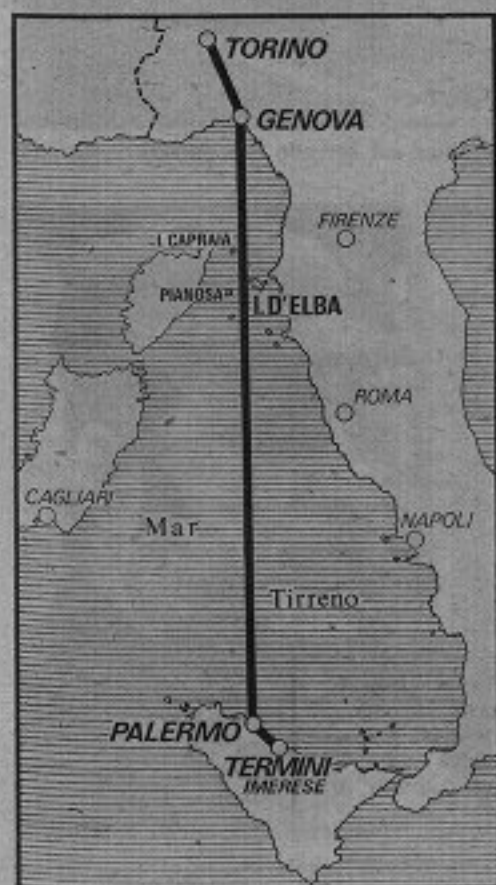 TORINO
GENOVA
FIRENZE
I. CAPRAIA
PIANOSA
I. D'ELBA
ROMA
CAGLIARI
NAPOLI
Mar
Tirreno
PALERMO
TERMINI
IMERESE